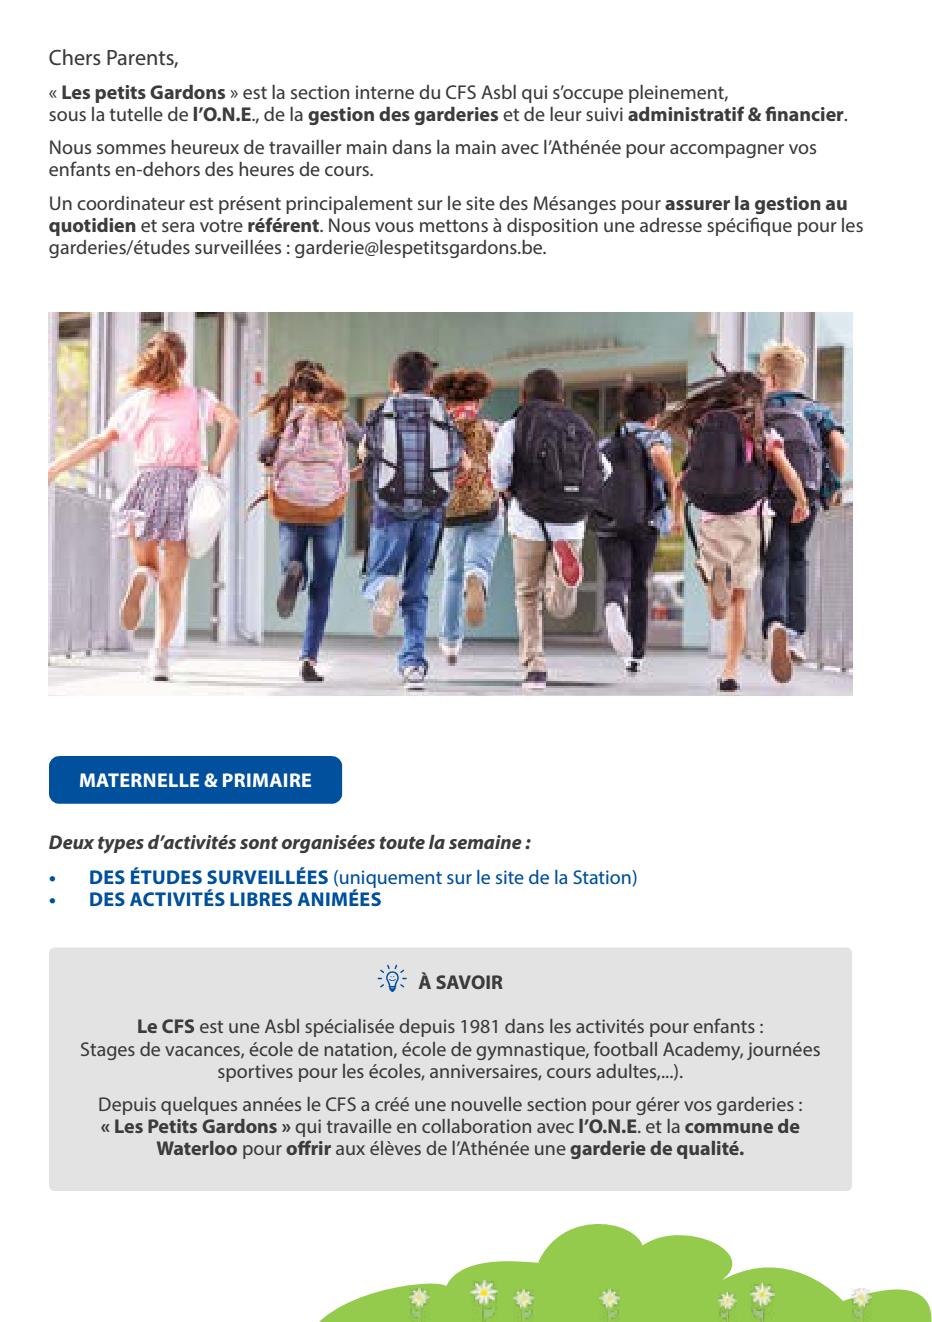 Chers Parents,
« Les petits Gardons » est la section interne du CFS Asbl qui s’occupe pleinement,
sous la tutelle de l’O.N.E., de la gestion des garderies et de leur suivi administratif & financier.
Nous sommes heureux de travailler main dans la main avec l’Athénée pour accompagner vos
enfants en-dehors des heures de cours.
Un coordinateur est présent principalement sur le site des Mésanges pour assurer la gestion au
quotidien et sera votre référent. Nous vous mettons à disposition une adresse spécifique pour les
garderies/études surveillées : garderie@lespetitsgardons.be.
MATERNELLE & PRIMAIRE
Deux types d’activités sont organisées toute la semaine :
• DES ÉTUDES SURVEILLÉES (uniquement sur le site de la Station)
• DES ACTIVITÉS LIBRES ANIMÉES
À SAVOIR
Le CFS est une Asbl spécialisée depuis 1981 dans les activités pour enfants :
Stages de vacances, école de natation, école de gymnastique, football Academy, journées
sportives pour les écoles, anniversaires, cours adultes,...).
Depuis quelques années le CFS a créé une nouvelle section pour gérer vos garderies :
« Les Petits Gardons » qui travaille en collaboration avec l’O.N.E. et la commune de
Waterloo pour offrir aux élèves de l’Athénée une garderie de qualité.